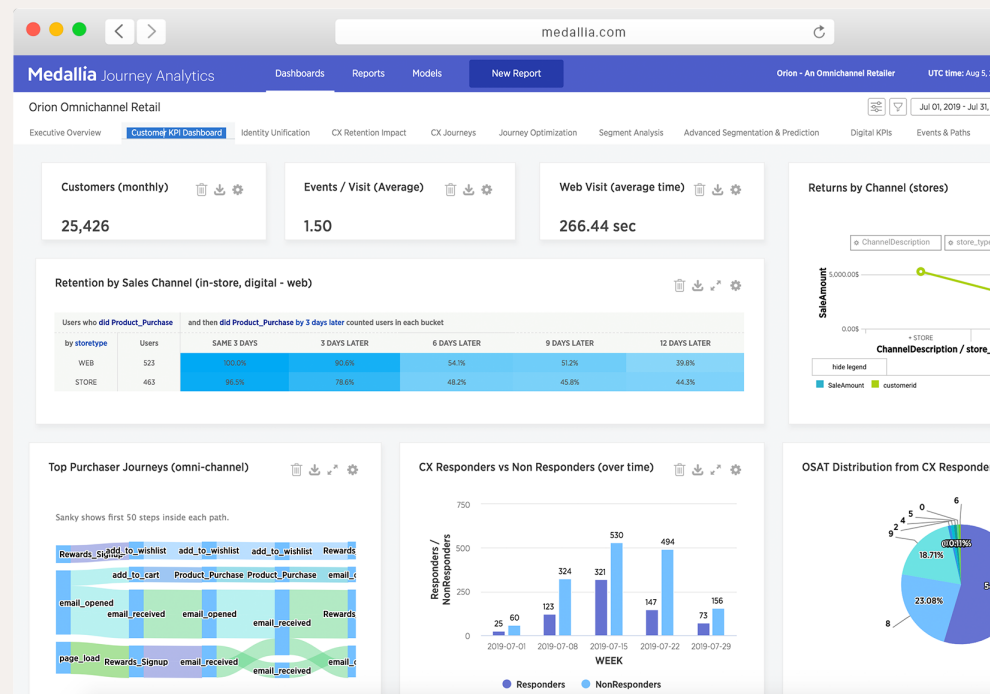 medallia.com
Medallia Journey Analytics
Dashboards Reports Models New Report
Orion - An Omnichannel Retailer UTC time: Aug 5,
Orion Omnichannel Retail
Jul 01, 2019 - Jul 31,
Executive Overview Customer KPI Dashboard Identity Unification CX Retention Impact CX Journeys Journey Optimization Segment Analysis Advanced Segmentation & Prediction Digital KPIs Events & Paths
Customers (monthly)
25,426
Events / Visit (Average)
1.50
Web Visit (average time)
266.44 sec
Returns by Channel (stores)
ChannelDescription store_type
SaleAmount
5,000.00$
0.00$
+ STORE
ChannelDescription / store_
hide legend
SaleAmount customerid
Retention by Sales Channel (in-store, digital - web)
Users who did Product_Purchase and then did Product_Purchase by 3 days later counted users in each bucket
by storetype Users SAME 3 DAYS 3 DAYS LATER 6 DAYS LATER 9 DAYS LATER 12 DAYS LATER
WEB 523 100.0% 90.6% 54.1% 51.2% 39.8%
STORE 463 96.5% 78.6% 48.2% 45.8% 44.3%
Top Purchaser Journeys (omni-channel)
Sanky shows first 50 steps inside each path.
Rewards_Signup add_to_wishlist add_to_wishlist add_to_wishlist Rewards
add_to_cart Product_Purchase Product_Purchase email_
email_opened
email_received email_opened email_received Rewards
page_load Rewards_Signup email_received email_received email_
CX Responders vs Non Responders (over time)
Responders /
NonResponders
750
500
250
0
25 60 123 324 321 530 147 494 73 156
2019-07-01 2019-07-08 2019-07-15 2019-07-22 2019-07-29
WEEK
Responders NonResponders
OSAT Distribution from CX Responde
6
0
5
4
2
9
18.71%
23.08%
8
5